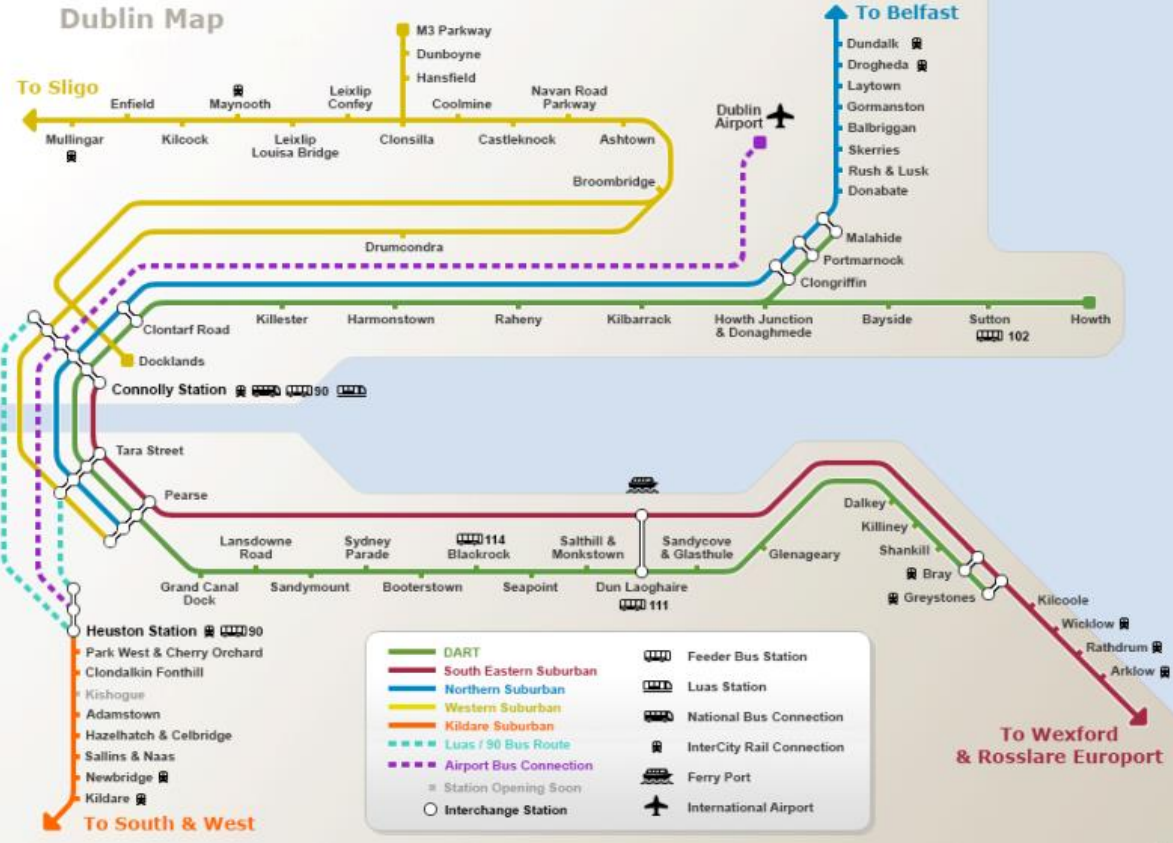 Dublin Map
To Belfast
Dundalk
Drogheda
Laytown
Gormanston
Balbriggan
Skerries
Rush & Lusk
Donabate
M3 Parkway
Dunboyne
Hansfield
To Sligo
Enfield
Maynooth
Leixlip
Confey
Coolmine
Navan Road
Parkway
Mullingar
Kilcock
Leixlip
Louisa Bridge
Clonsilla
Castleknock
Ashtown
Dublin
Airport
Broombridge
Drumcondra
Malahide
Portmarnock
Clongriffin
Clontarf Road
Killester
Harmonstown
Raheny
Kilbarrack
Howth Junction
& Donaghmede
Bayside
Sutton
102
Howth
Docklands
Connolly Station 90
Tara Street
Pearse
Lansdowne
Road
Sydney
Parade
114
Blackrock
Salthill &
Monkstown
Sandycove
& Glasthule
Glenageary
Dalkey
Killiney
Shankill
Bray
Greystones
Grand Canal
Dock
Sandymount
Booterstown
Seapoint
Dun Laoghaire
111
Kilcoole
Wicklow
Rathdrum
Arklow
To Wexford
& Rosslare Europort
Heuston Station 90
Park West & Cherry Orchard
Clondalkin Fonthill
Kishogue
Adamstown
Hazelhatch & Celbridge
Sallins & Naas
Newbridge
Kildare
To South & West
DART
South Eastern Suburban
Northern Suburban
Western Suburban
Kildare Suburban
Luas / 90 Bus Route
Airport Bus Connection
Station Opening Soon
Interchange Station
Feeder Bus Station
Luas Station
National Bus Connection
InterCity Rail Connection
Ferry Port
International Airport